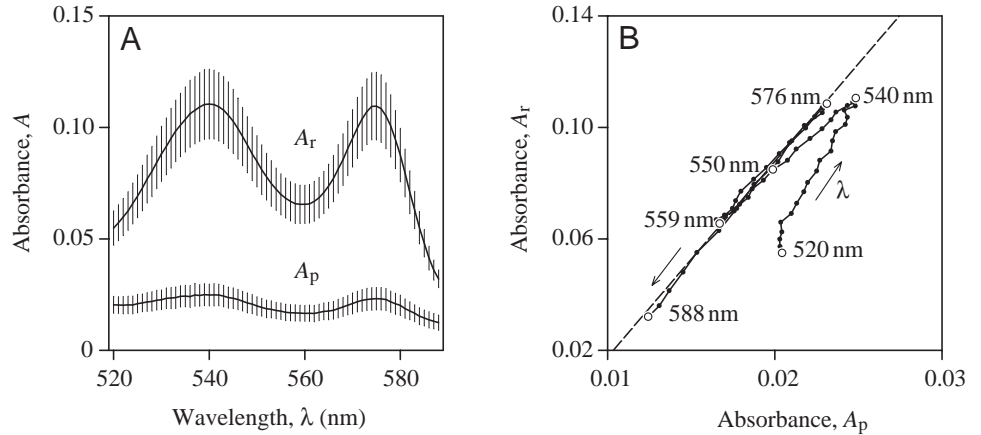 A
0.15
0.10
0.05
0
Absorbance, A
Ar
Ap
520 540 560 580
Wavelength, λ (nm)
B
0.14
0.10
0.06
0.02
Absorbance, Ar
576 nm
540 nm
550 nm
λ
559 nm
520 nm
588 nm
0.01 0.02 0.03
Absorbance, Ap